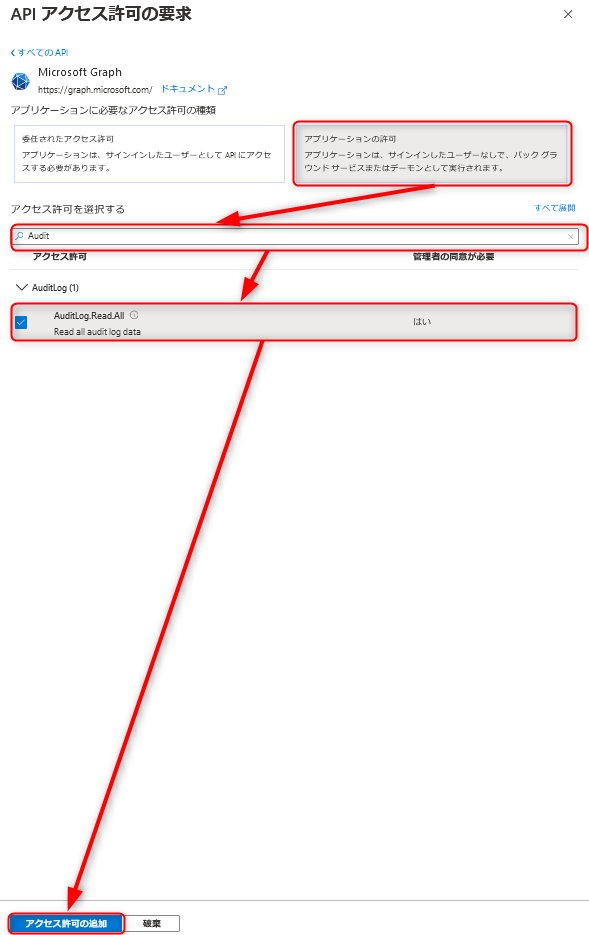 API アクセス許可の要求
すべての API
Microsoft Graph
https://graph.microsoft.com/ ドキュメント
アプリケーションに必要なアクセス許可の種類
委任されたアクセス許可
アプリケーションは、サインインしたユーザーとして API にアクセ
スする必要があります。
アプリケーションの許可
アプリケーションは、サインインしたユーザーなしで、バック グラ
ウンド サービスまたはデーモンとして実行されます。
アクセス許可を選択する
すべて展開
Audit
アクセス許可
管理者の同意が必要
AuditLog (1)
AuditLog.Read.All
Read all audit log data
はい
アクセス許可の追加
破棄